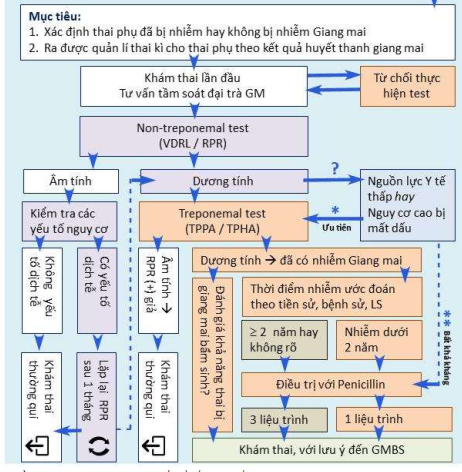 Mục tiêu:
1. Xác định thai phụ đã bị nhiễm hay không bị nhiễm Giang mai
2. Ra được quản lí thai kì cho thai phụ theo kết quả huyết thanh giang mai
Khám thai lần đầu
Tư vấn tầm soát đại trà GM
Từ chối thực
hiện test
Non-treponemal test
(VDRL / RPR)
Âm tính
Dương tính
?
Nguồn lực Y tế
thấp hay
Nguy cơ cao bị
mất dấu
Kiểm tra các
yếu tố nguy cơ
Treponemal test
(TPPA / TPHA)
*
Ưu tiên
Không yếu
tố dịch tễ
Có yếu tố
dịch tễ
Âm tính →
RPR (+) giả
Dương tính → đã có nhiễm Giang mai
Đánh giá khả năng thai bị
giang mai bẩm sinh?
Thời điểm nhiễm ước đoán
theo tiền sử, bệnh sử, LS
≥ 2 năm hay
không rõ
Nhiễm dưới
2 năm
** Bất khả kháng
Khám thai
thường qui
Lặp lại RPR
sau 1 tháng
Khám thai
thường qui
Điều trị với Penicillin
3 liệu trình
1 liệu trình
Khám thai, với lưu ý đến GMBS